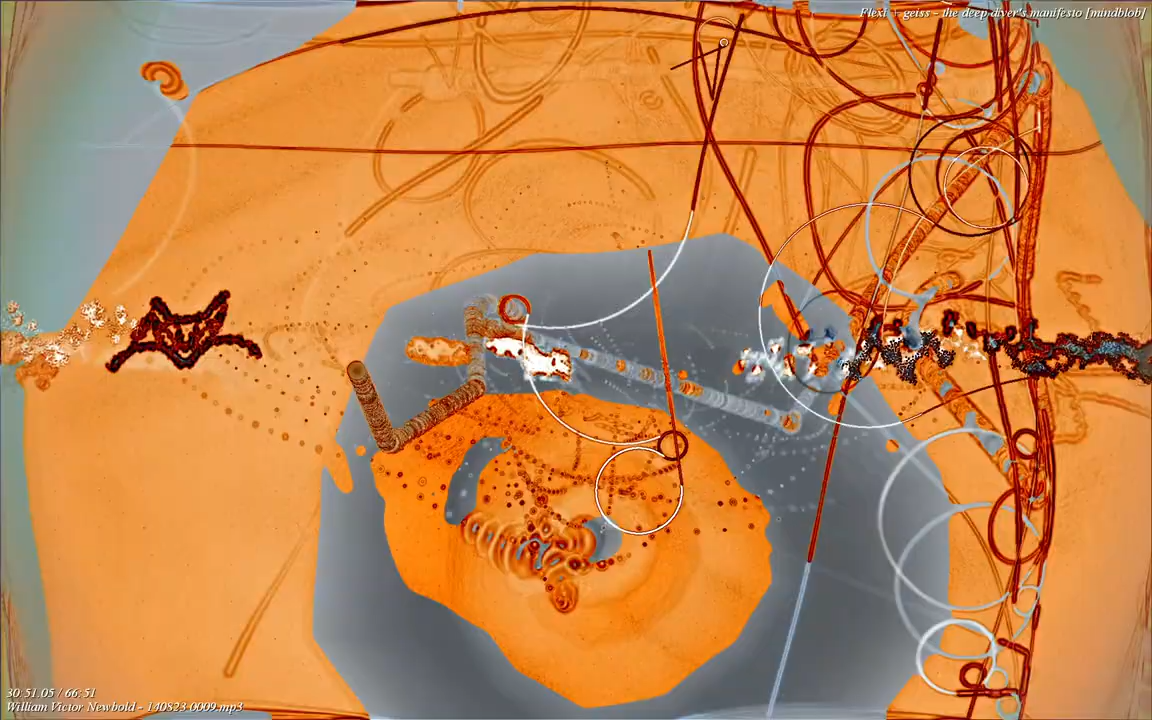 Flexi + geiss - the deep diver's manifesto [mindblob]
30:51.05 / 66:51
William Victor Newbold - 140823-0009.mp3